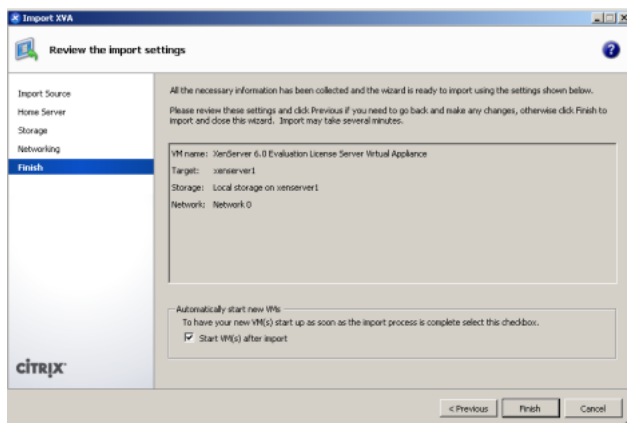 Import XVA
Review the import settings
Import Source
Home Server
Storage
Networking
Finish
All the necessary information has been collected and the wizard is ready to import using the settings shown below.
Please review these settings and click Previous if you need to go back and make any changes, otherwise click Finish to
import and close this wizard. Import may take several minutes.
VM name: XenServer 6.0 Evaluation License Server Virtual Appliance
Target: xenserver1
Storage: Local storage on xenserver1
Network: Network 0
Automatically start new VMs
To have your new VM(s) start up as soon as the import process is complete select this checkbox.
Start VM(s) after import
CITRIX
< Previous
Finish
Cancel